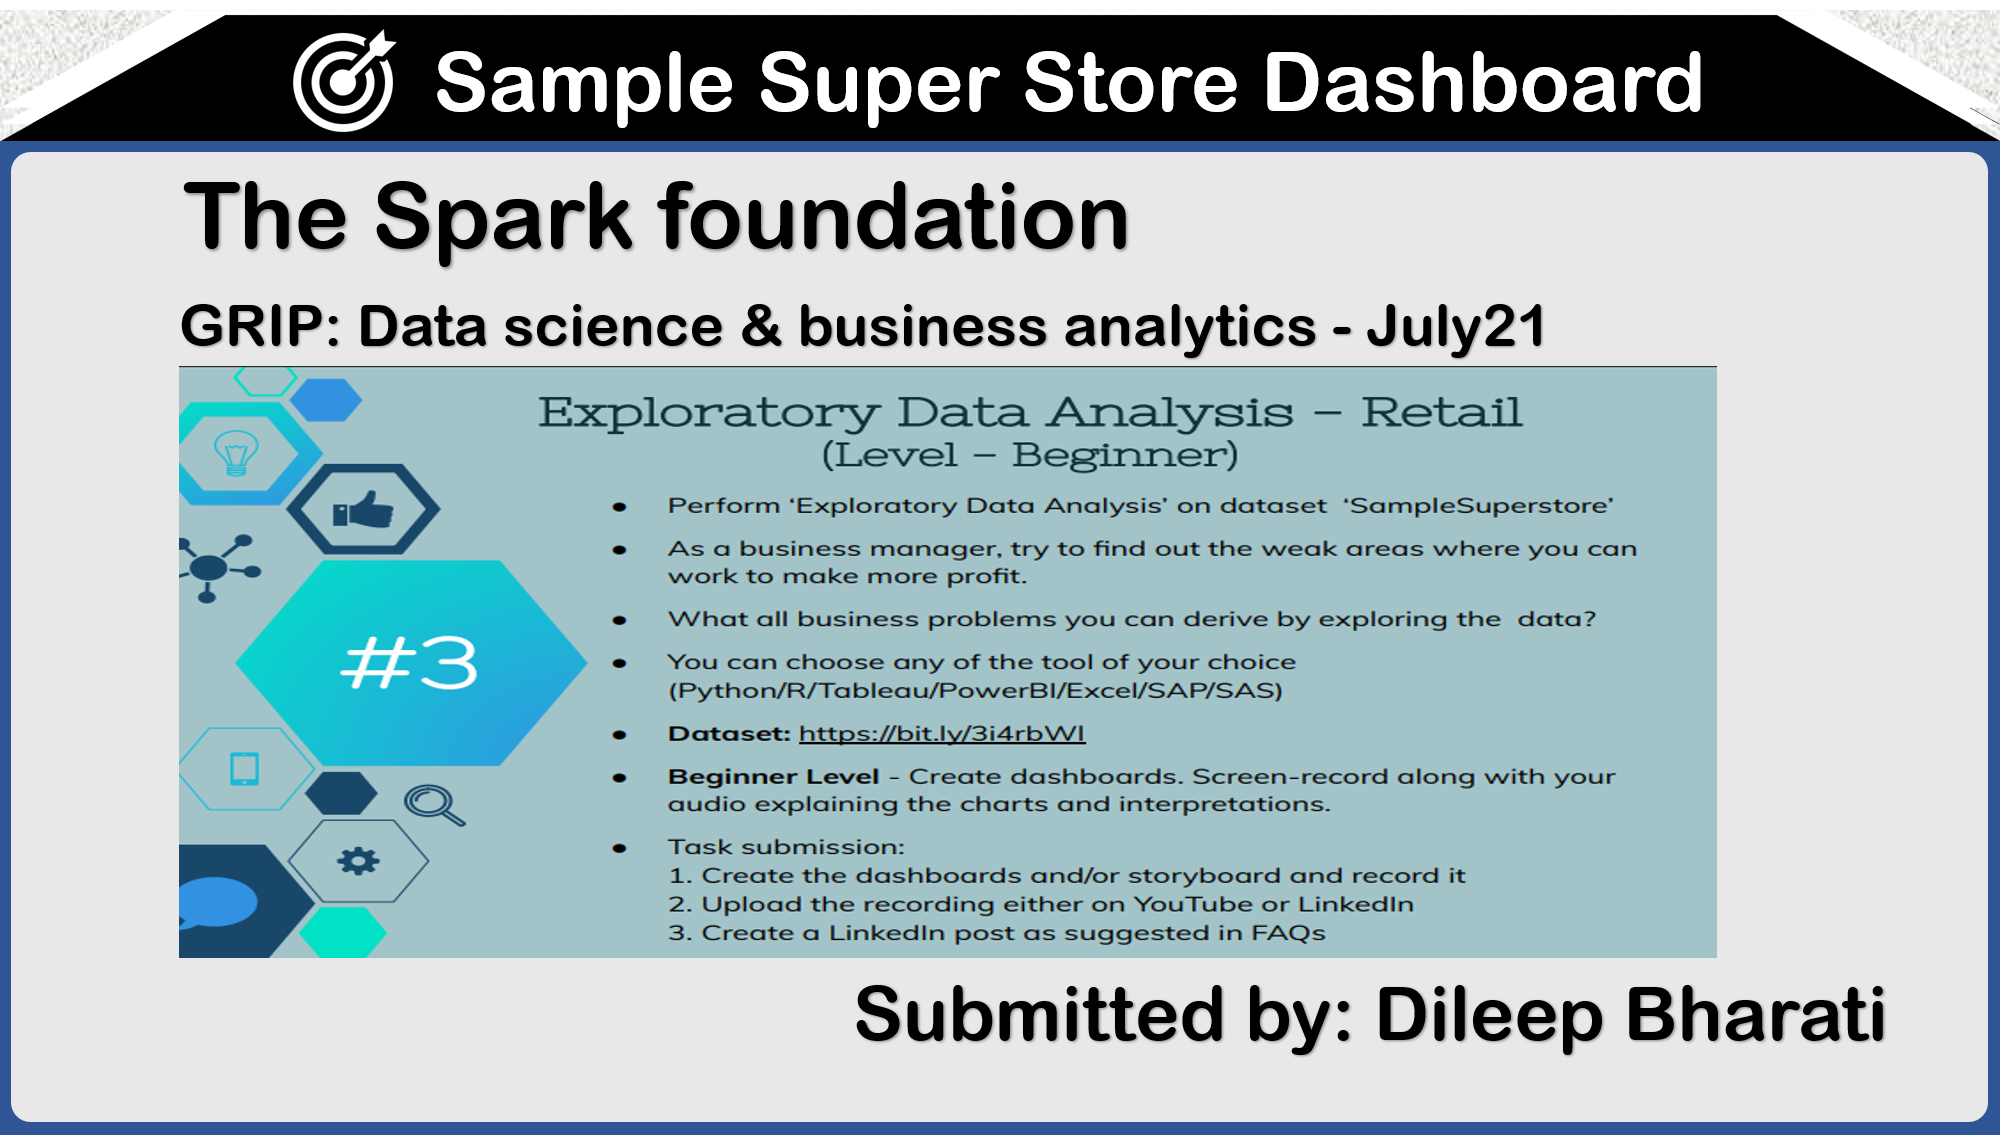 Sample Super Store Dashboard
The Spark foundation
GRIP: Data science & business analytics - July21
Exploratory Data Analysis – Retail
(Level – Beginner)
#3
● Perform ‘Exploratory Data Analysis’ on dataset ‘SampleSuperstore’
● As a business manager, try to find out the weak areas where you can
work to make more profit.
● What all business problems you can derive by exploring the data?
● You can choose any of the tool of your choice
(Python/R/Tableau/PowerBI/Excel/SAP/SAS)
● Dataset: https://bit.ly/3i4rbWl
● Beginner Level - Create dashboards. Screen-record along with your
audio explaining the charts and interpretations.
● Task submission:
1. Create the dashboards and/or storyboard and record it
2. Upload the recording either on YouTube or LinkedIn
3. Create a LinkedIn post as suggested in FAQs
Submitted by: Dileep Bharati